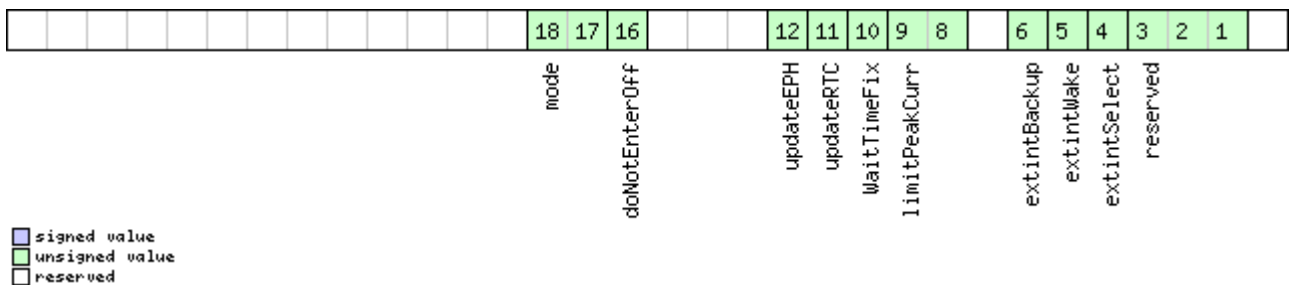 18 17 16 12 11 10 9 8 6 5 4 3 2 1
mode
doNotEnterOff
updateEPH
updateRTC
WaitTimeFix
limitPeakCurr
extintBackup
extintWake
extintSelect
reserved
signed value
unsigned value
reserved